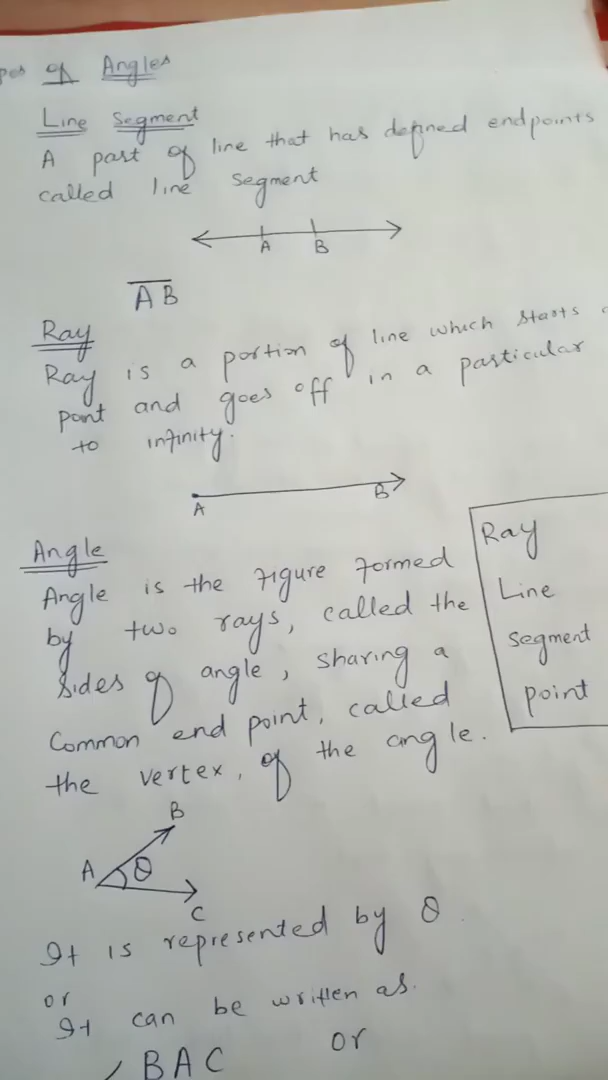 Angles
Line Segment
A part of line that has defined endpoints
called line segment
A B
AB
Ray
Ray is a portion of line which starts
point and goes off in a particular
to infinity.
A B
Angle
Angle is the figure formed
by two rays, called the
sides of angle, sharing a
Common end point, called
the vertex, of the angle.
Ray
Line
Segment
point
B
A θ
C
It is represented by θ.
or
It can be written as.
∠BAC or